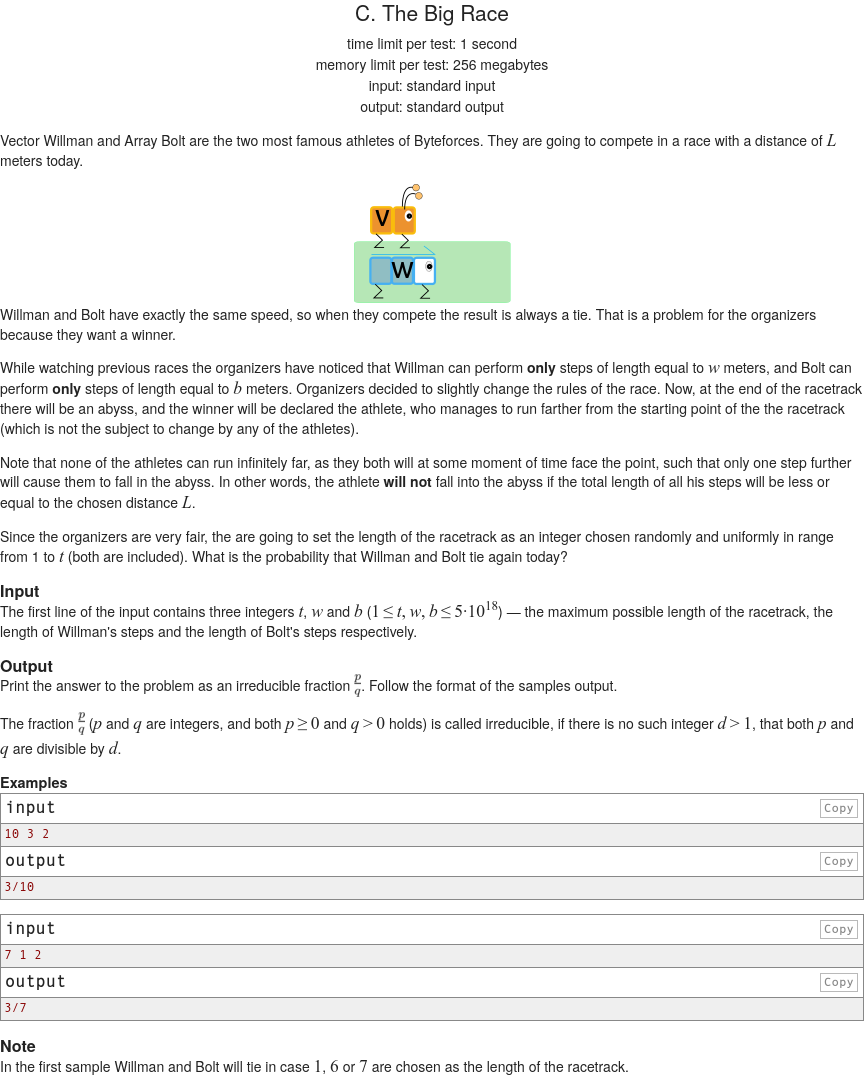 C. The Big Race
time limit per test: 1 second
memory limit per test: 256 megabytes
input: standard input
output: standard output
Vector Willman and Array Bolt are the two most famous athletes of Byteforces. They are going to compete in a race with a distance of L
meters today.
V
W
Willman and Bolt have exactly the same speed, so when they compete the result is always a tie. That is a problem for the organizers
because they want a winner.
While watching previous races the organizers have noticed that Willman can perform only steps of length equal to w meters, and Bolt can
perform only steps of length equal to b meters. Organizers decided to slightly change the rules of the race. Now, at the end of the racetrack
there will be an abyss, and the winner will be declared the athlete, who manages to run farther from the starting point of the the racetrack
(which is not the subject to change by any of the athletes).
Note that none of the athletes can run infinitely far, as they both will at some moment of time face the point, such that only one step further
will cause them to fall in the abyss. In other words, the athlete will not fall into the abyss if the total length of all his steps will be less or
equal to the chosen distance L.
Since the organizers are very fair, the are going to set the length of the racetrack as an integer chosen randomly and uniformly in range
from 1 to t (both are included). What is the probability that Willman and Bolt tie again today?
Input
The first line of the input contains three integers t, w and b (1 ≤ t, w, b ≤ 5·10^18) — the maximum possible length of the racetrack, the
length of Willman's steps and the length of Bolt's steps respectively.
Output
Print the answer to the problem as an irreducible fraction p/q. Follow the format of the samples output.
The fraction p/q (p and q are integers, and both p ≥ 0 and q > 0 holds) is called irreducible, if there is no such integer d > 1, that both p and
q are divisible by d.
Examples
input Copy
10 3 2
output Copy
3/10
input Copy
7 1 2
output Copy
3/7
Note
In the first sample Willman and Bolt will tie in case 1, 6 or 7 are chosen as the length of the racetrack.